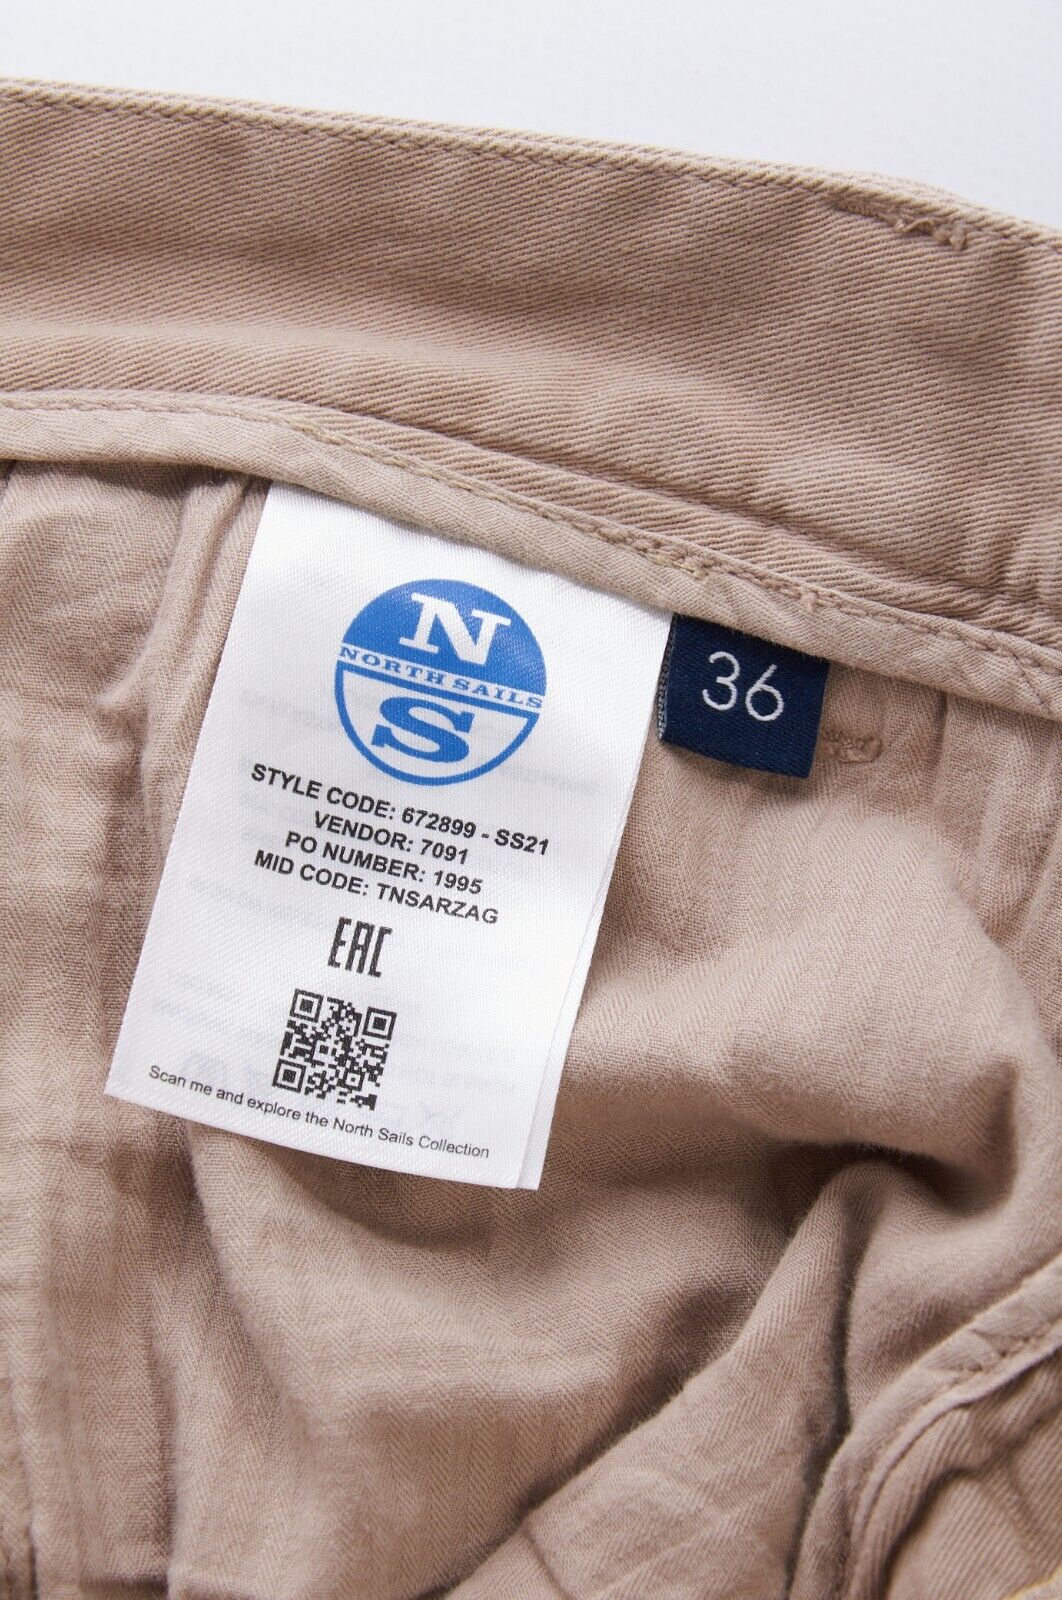 N
NORTH SAILS
S
36
STYLE CODE: 672899 - SS21
VENDOR: 7091
PO NUMBER: 1995
MID CODE: TNSARZAG
EAC
Scan me and explore the North Sails Collection